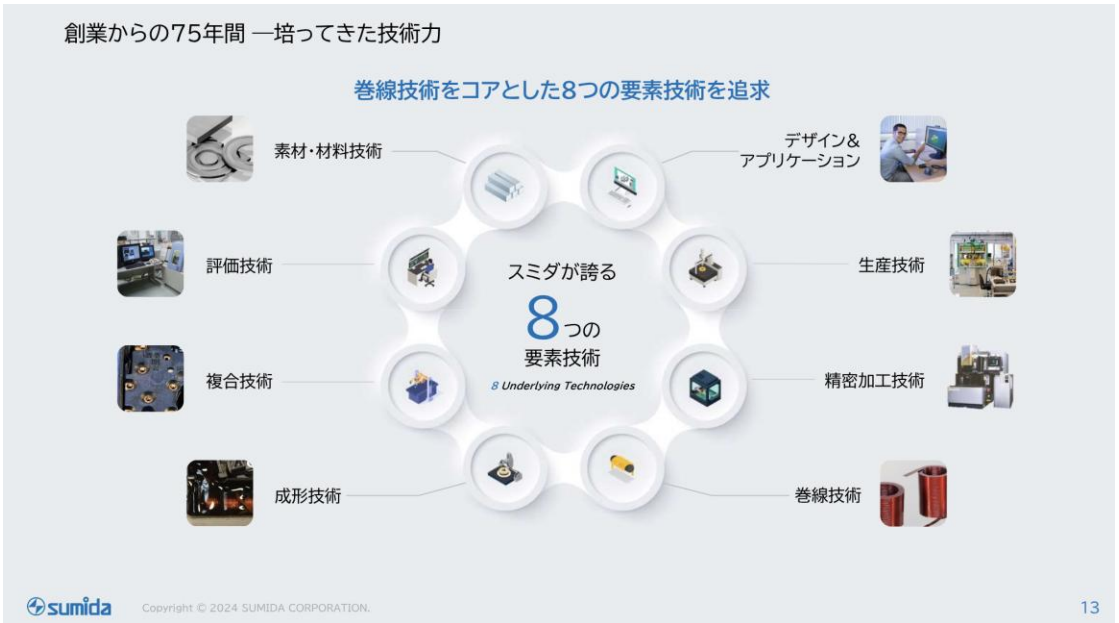 創業からの75年間 ―培ってきた技術力
巻線技術をコアとした8つの要素技術を追求
素材・材料技術
デザイン&
アプリケーション
評価技術
生産技術
複合技術
精密加工技術
成形技術
巻線技術
スミダが誇る
8つの
要素技術
8 Underlying Technologies
sumida
Copyright © 2024 SUMIDA CORPORATION.
13